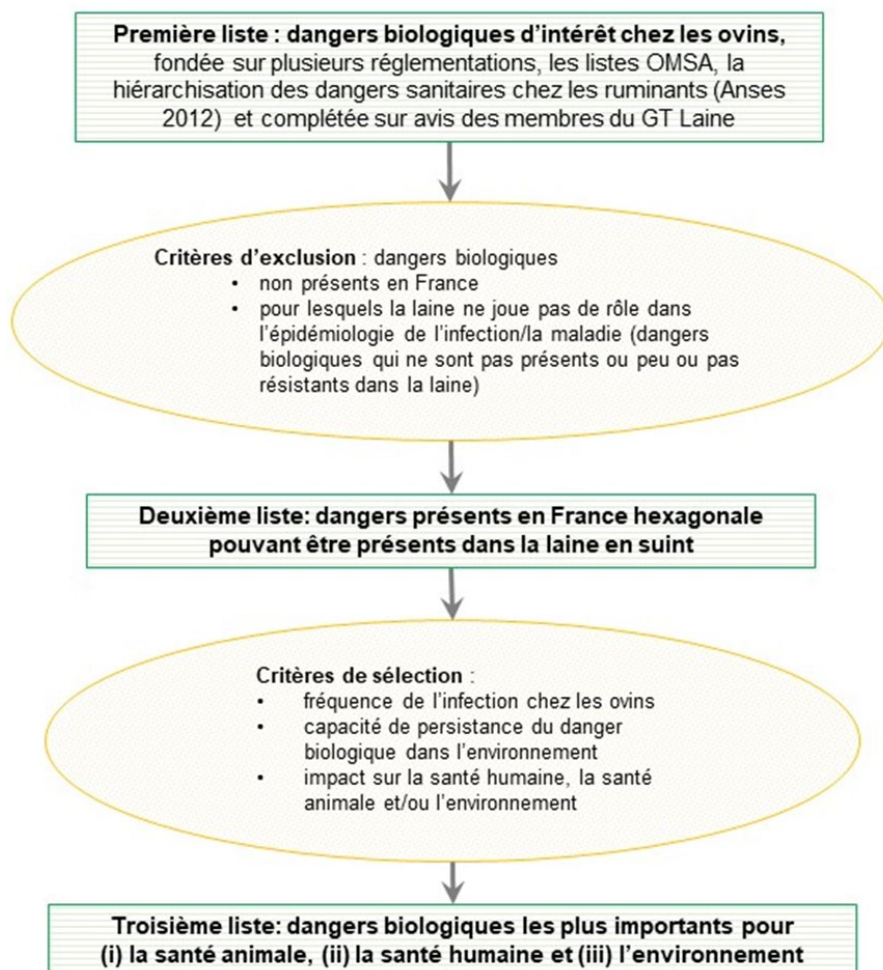 Première liste : dangers biologiques d’intérêt chez les ovins,
fondée sur plusieurs réglementations, les listes OMSA, la
hiérarchisation des dangers sanitaires chez les ruminants (Anses
2012) et complétée sur avis des membres du GT Laine
Critères d’exclusion : dangers biologiques
• non présents en France
• pour lesquels la laine ne joue pas de rôle dans
l’épidémiologie de l’infection/la maladie (dangers
biologiques qui ne sont pas présents ou peu ou pas
résistants dans la laine)
Deuxième liste: dangers présents en France hexagonale
pouvant être présents dans la laine en suint
Critères de sélection :
• fréquence de l’infection chez les ovins
• capacité de persistance du danger
biologique dans l’environnement
• impact sur la santé humaine, la santé
animale et/ou l’environnement
Troisième liste: dangers biologiques les plus importants pour
(i) la santé animale, (ii) la santé humaine et (iii) l’environnement